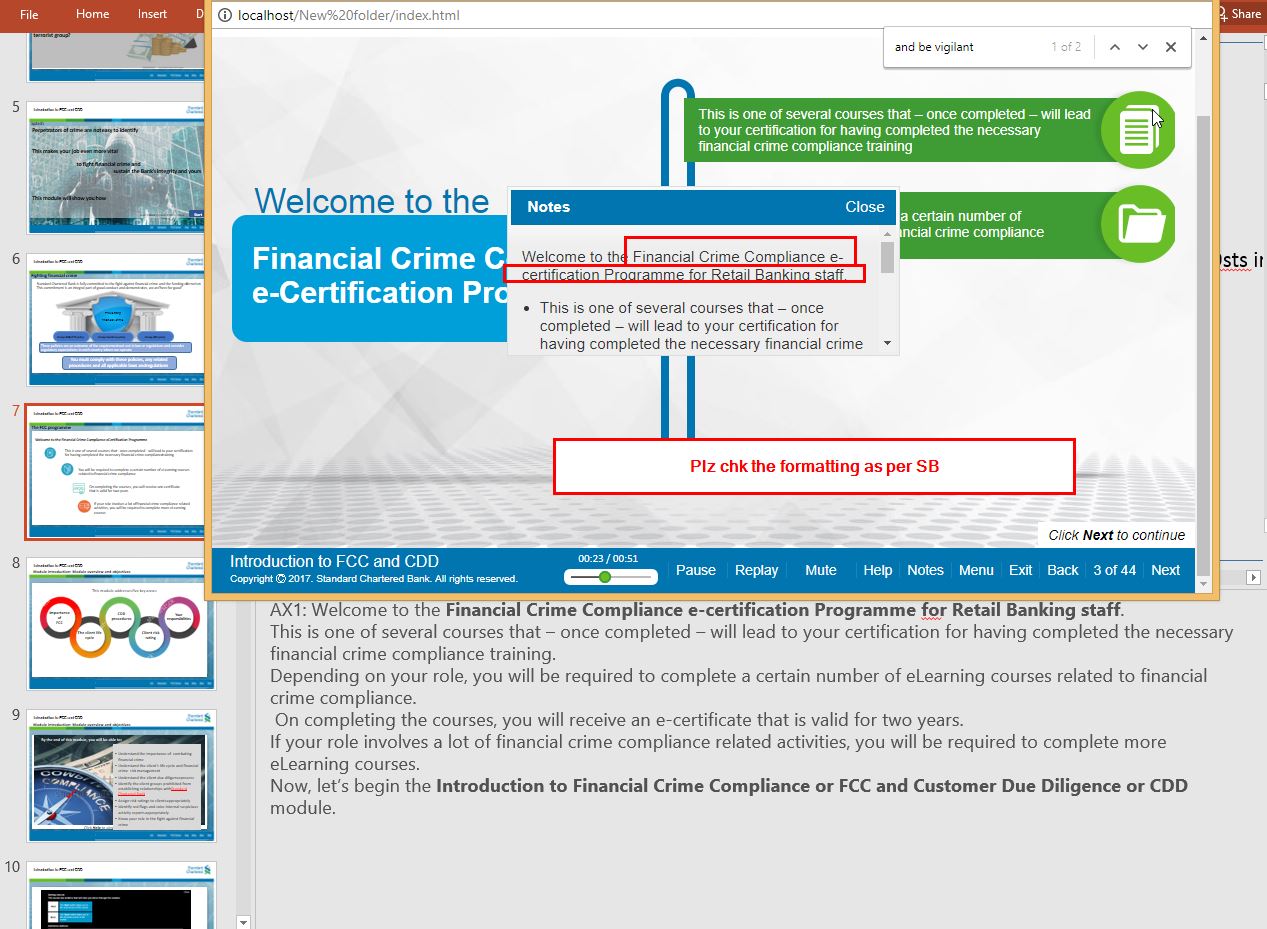 File
Home
Insert
D
localhost/New%20folder/index.html
Share
and be vigilant
1 of 2
This is one of several courses that – once completed – will lead
to your certification for having completed the necessary
financial crime compliance training
Welcome to the
Financial Crime C
e-Certification Pro
a certain number of
ncial crime compliance
Notes
Close
Welcome to the Financial Crime Compliance e-
certification Programme for Retail Banking staff.
• This is one of several courses that – once
completed – will lead to your certification for
having completed the necessary financial crime
Plz chk the formatting as per SB
Click Next to continue
Introduction to FCC and CDD
Copyright © 2017. Standard Chartered Bank. All rights reserved.
00:23 / 00:51
Pause
Replay
Mute
Help
Notes
Menu
Exit
Back
3 of 44
Next
AX1: Welcome to the Financial Crime Compliance e-certification Programme for Retail Banking staff.
This is one of several courses that – once completed – will lead to your certification for having completed the necessary
financial crime compliance training.
Depending on your role, you will be required to complete a certain number of eLearning courses related to financial
crime compliance.
On completing the courses, you will receive an e-certificate that is valid for two years.
If your role involves a lot of financial crime compliance related activities, you will be required to complete more
eLearning courses.
Now, let's begin the Introduction to Financial Crime Compliance or FCC and Customer Due Diligence or CDD
module.
terrorist group?
5
Introduction to FCC and CDD
Perpetrators of crime are not easy to identify
This makes your job even more vital
to fight financial crime and
sustain the Bank's integrity and yours
This module will show you how
Start
6
Introduction to FCC and CDD
Fighting financial crime
You must comply with these policies, any related
procedures and all applicable laws and regulations
7
Introduction to FCC and CDD
The FCC programme
Welcome to the Financial Crime Compliance eCertification Programme
8
Introduction to FCC and CDD
Module introduction: Module overview and objectives
This module addresses five key areas:
Importance
of
FCC
The client life
cycle
CDD
procedures
Client risk
rating
Your
responsibilities
9
Introduction to FCC and CDD
Module introduction: Module overview and objectives
By the end of this module, you will be able to:
COMPLIANCE
10
Introduction to FCC and CDD